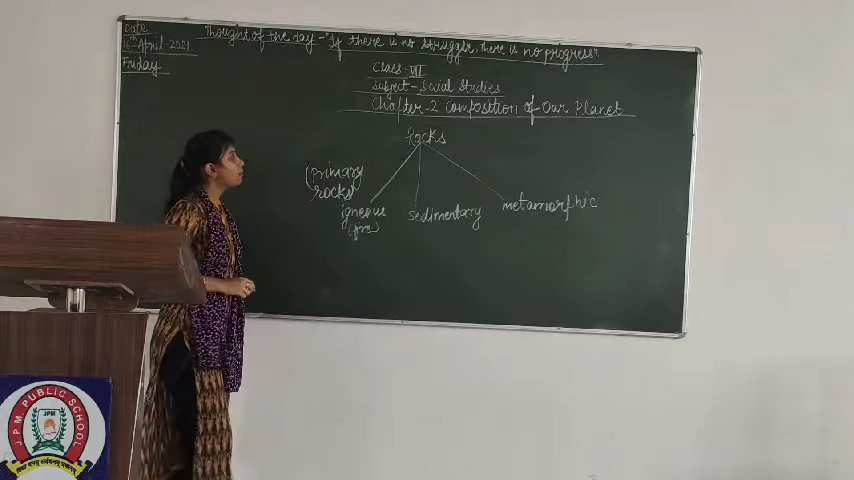 Date
16th April-2021
Friday
Thought of the day - "If there is no struggle, there is no progress".
Class - VII
Subject - Social Studies
Chapter-2 Composition of Our Planet
Rocks
(Primary
rocks)
igneous
(fire)
sedimentary
metamorphic
J.P.M. PUBLIC SCHOOL
JPM